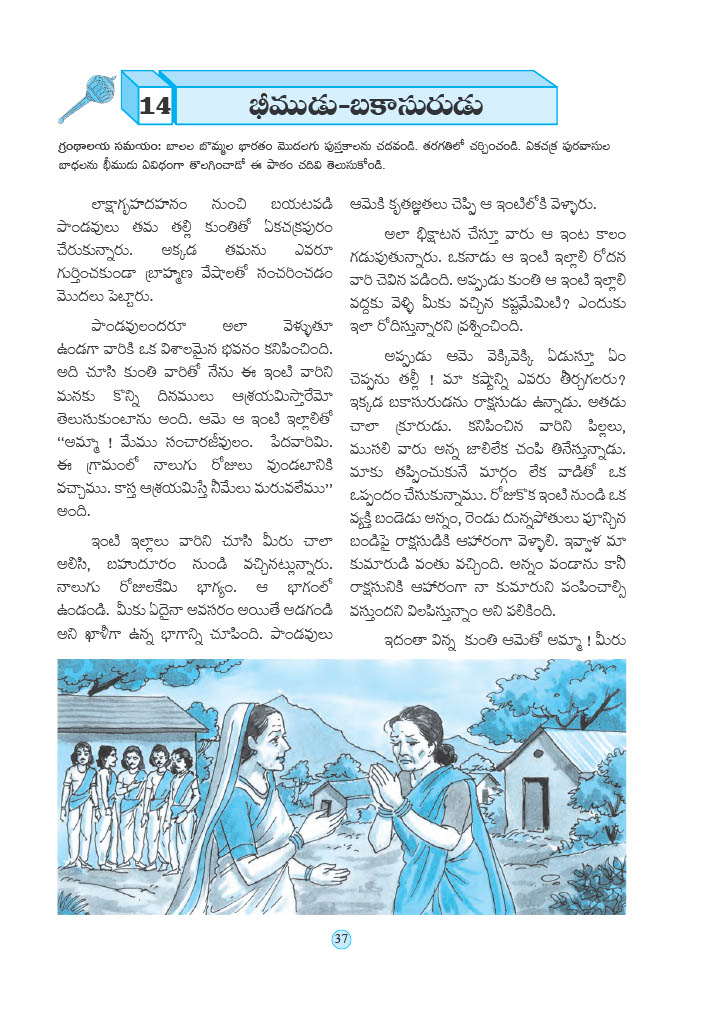 14
భీముడు-బకాసురుడు
గ్రంథాలయ సమయం: బాలల బొమ్మల భారతం మొదలగు పుస్తకాలను చదవండి. తరగతిలో చర్చించండి. ఏకచక్ర పురవాసుల
బాధలను భీముడు ఏవిధంగా తొలగించాడో ఈ పాఠం చదివి తెలుసుకోండి.
లాక్షాగృహదహనం నుంచి బయటపడి
పాండవులు తమ తల్లి కుంతితో ఏకచక్రపురం
చేరుకున్నారు. అక్కడ తమను ఎవరూ
గుర్తించకుండా బ్రాహ్మణ వేషాలతో సంచరించడం
మొదలు పెట్టారు.
పాండవులందరూ అలా వెళ్ళుతూ
ఉండగా వారికి ఒక విశాలమైన భవనం కనిపించింది.
అది చూసి కుంతి వారితో నేను ఈ ఇంటి వారిని
మనకు కొన్ని దినములు ఆశ్రయమిస్తారేమో
తెలుసుకుంటాను అంది. ఆమె ఆ ఇంటి ఇల్లాలితో
“అమ్మా ! మేము సంచారజీవులం. పేదవారిమి.
ఈ గ్రామంలో నాలుగు రోజులు వుండటానికి
వచ్చాము. కాస్త ఆశ్రయమిస్తే నీమేలు మరువలేము”
అంది.
ఇంటి ఇల్లాలు వారిని చూసి మీరు చాలా
అలిసి, బహుదూరం నుండి వచ్చినట్లున్నారు.
నాలుగు రోజులకేమి భాగ్యం. ఆ భాగంలో
ఉండండి. మీకు ఏదైనా అవసరం అయితే అడగండి
అని ఖాళీగా ఉన్న భాగాన్ని చూపింది. పాండవులు
ఆమెకి కృతజ్ఞతలు చెప్పి ఆ ఇంటిలోకి వెళ్ళారు.
అలా భిక్షాటన చేస్తూ వారు ఆ ఇంట కాలం
గడుపుతున్నారు. ఒకనాడు ఆ ఇంటి ఇల్లాలి రోదన
వారి చెవిన పడింది. అప్పుడు కుంతి ఆ ఇంటి ఇల్లాలి
వద్దకు వెళ్ళి మీకు వచ్చిన కష్టమేమిటి? ఎందుకు
ఇలా రోదిస్తున్నారని ప్రశ్నించింది.
అప్పుడు ఆమె వెక్కివెక్కి ఏడుస్తూ ఏం
చెప్పను తల్లీ ! మా కష్టాన్ని ఎవరు తీర్చగలరు?
ఇక్కడ బకాసురుడను రాక్షసుడు ఉన్నాడు. అతడు
చాలా క్రూరుడు. కనిపించిన వారిని పిల్లలు,
ముసలి వారు అన్న జాలిలేక చంపి తినేస్తున్నాడు.
మాకు తప్పించుకునే మార్గం లేక వాడితో ఒక
ఒప్పందం చేసుకున్నాము. రోజుకొక ఇంటి నుండి ఒక
వ్యక్తి బండెడు అన్నం, రెండు దున్నపోతులు పూన్చిన
బండిపై రాక్షసుడికి ఆహారంగా వెళ్ళాలి. ఇవ్వాళ మా
కుమారుడి వంతు వచ్చింది. అన్నం వండాను కానీ
రాక్షసునికి ఆహారంగా నా కుమారుని పంపించాల్సి
వస్తుందని విలపిస్తున్నాం అని పలికింది.
ఇదంతా విన్న కుంతి ఆమెతో అమ్మా ! మీరు
37